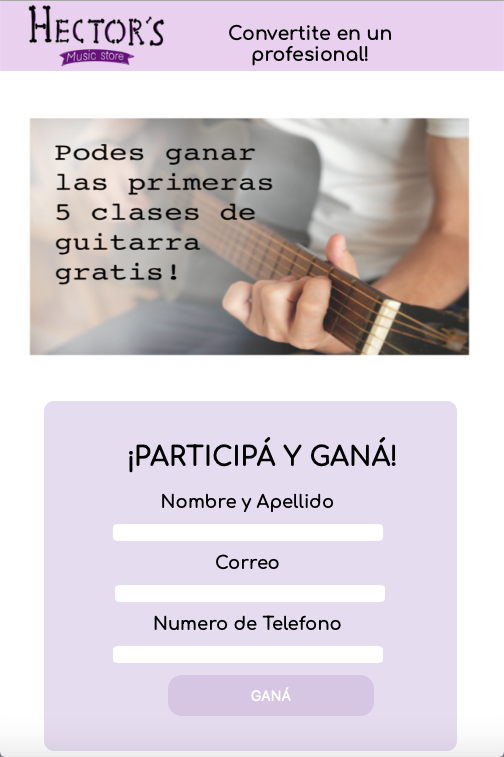 HECTOR´S
Music store
Convertite en un
profesional!
Podes ganar
las primeras
5 clases de
guitarra
gratis!
¡PARTICIPÁ Y GANÁ!
Nombre y Apellido
Correo
Numero de Telefono
GANÁ